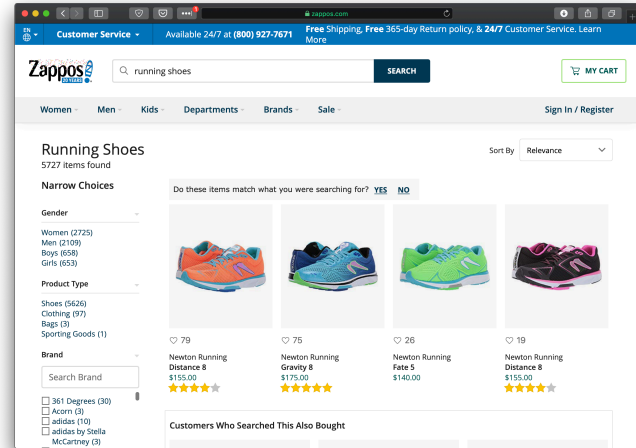 zappos.com
EN
Customer Service
Available 24/7 at (800) 927-7671
Free Shipping, Free 365-day Return policy, & 24/7 Customer Service. Learn
More
Zappos
running shoes
SEARCH
MY CART
Women
Men
Kids
Departments
Brands
Sale
Sign In / Register
Running Shoes
5727 items found
Sort By
Relevance
Narrow Choices
Do these items match what you were searching for? YES NO
Gender
Women (2725)
Men (2109)
Boys (658)
Girls (653)
Product Type
Shoes (5626)
Clothing (97)
Bags (3)
Sporting Goods (1)
Brand
Search Brand
361 Degrees (30)
Acorn (3)
adidas (10)
adidas by Stella
McCartney (3)
79
Newton Running
Distance 8
$155.00
75
Newton Running
Gravity 8
$175.00
26
Newton Running
Fate 5
$140.00
19
Newton Running
Distance 8
$155.00
Customers Who Searched This Also Bought